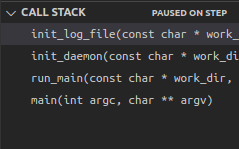 CALL STACK PAUSED ON STEP
init_log_file(const char * work_
init_daemon(const char * work_di
run_main(const char * work_dir,
main(int argc, char ** argv)